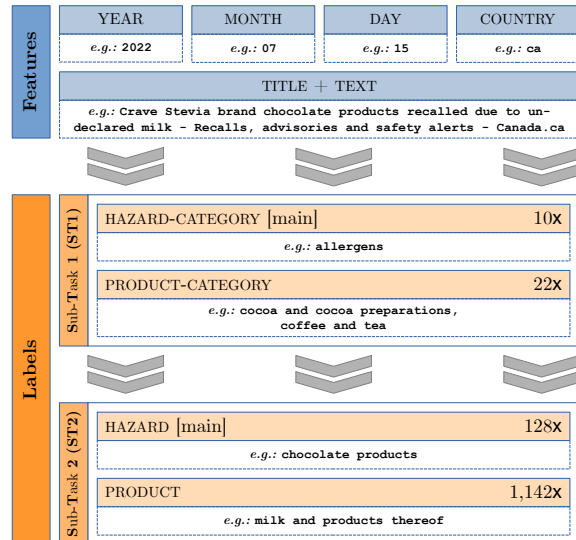 Features
YEAR
MONTH
DAY
COUNTRY
e.g.: 2022
e.g.: 07
e.g.: 15
e.g.: ca
TITLE + TEXT
e.g.: Crave Stevia brand chocolate products recalled due to un-
declared milk - Recalls, advisories and safety alerts - Canada.ca
Labels
Sub-Task 1 (ST1)
HAZARD-CATEGORY [main] 10x
e.g.: allergens
PRODUCT-CATEGORY 22x
e.g.: cocoa and cocoa preparations,
coffee and tea
Sub-Task 2 (ST2)
HAZARD [main] 128x
e.g.: chocolate products
PRODUCT 1,142x
e.g.: milk and products thereof